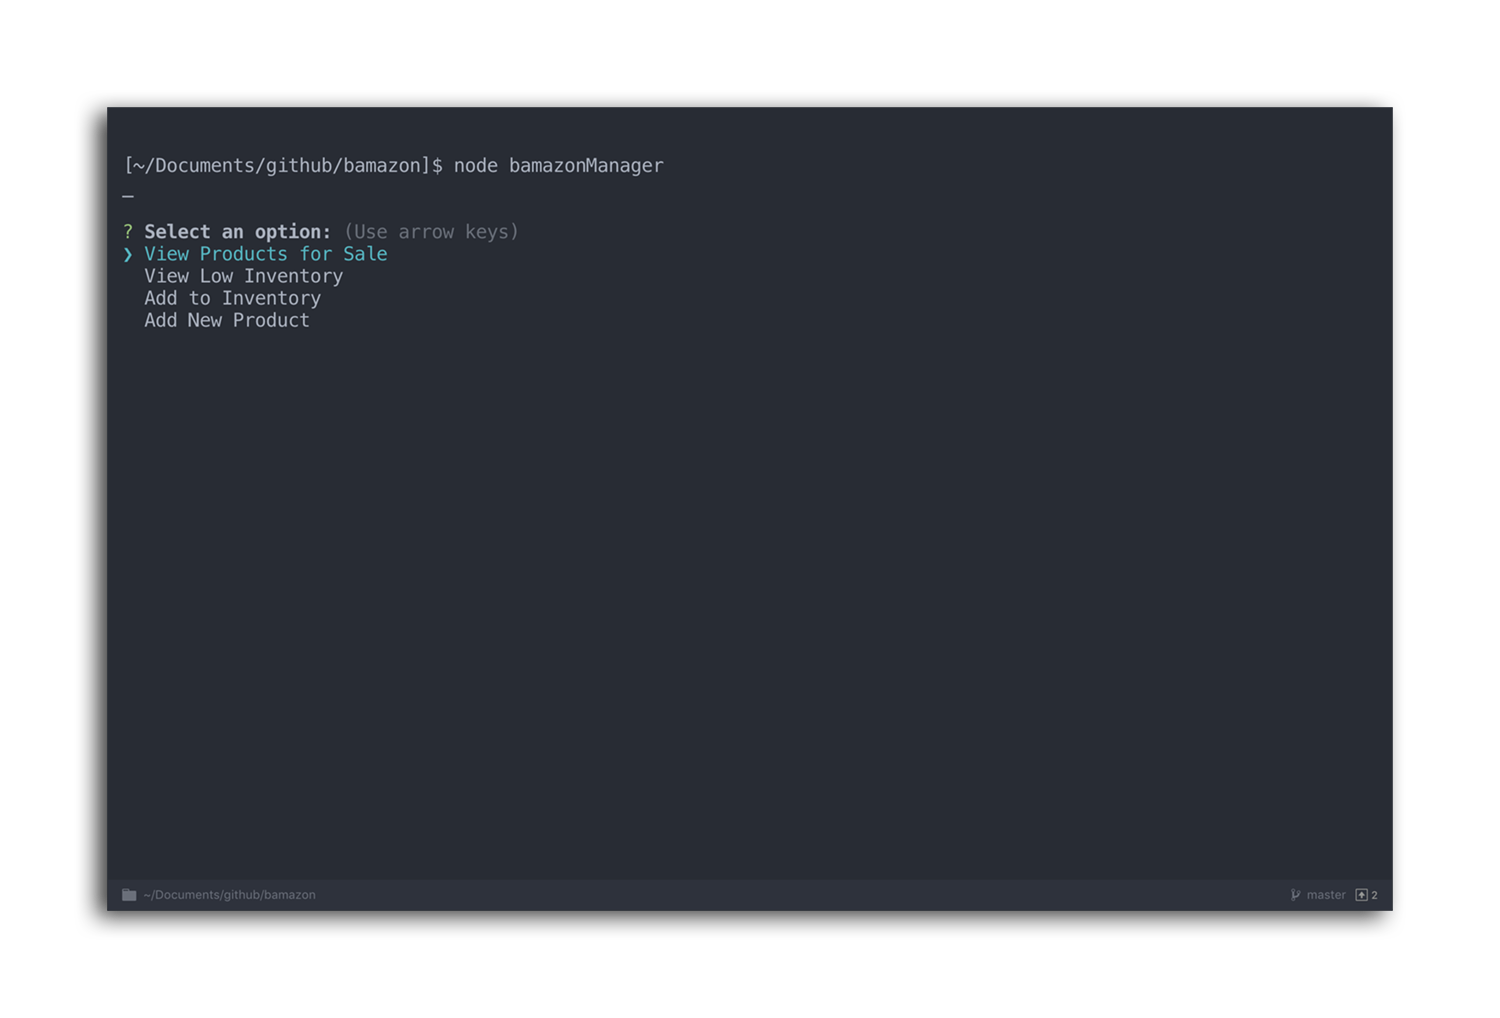 [~/Documents/github/bamazon]$ node bamazonManager
_
? Select an option: (Use arrow keys)
❯ View Products for Sale
View Low Inventory
Add to Inventory
Add New Product
~/Documents/github/bamazon master 2